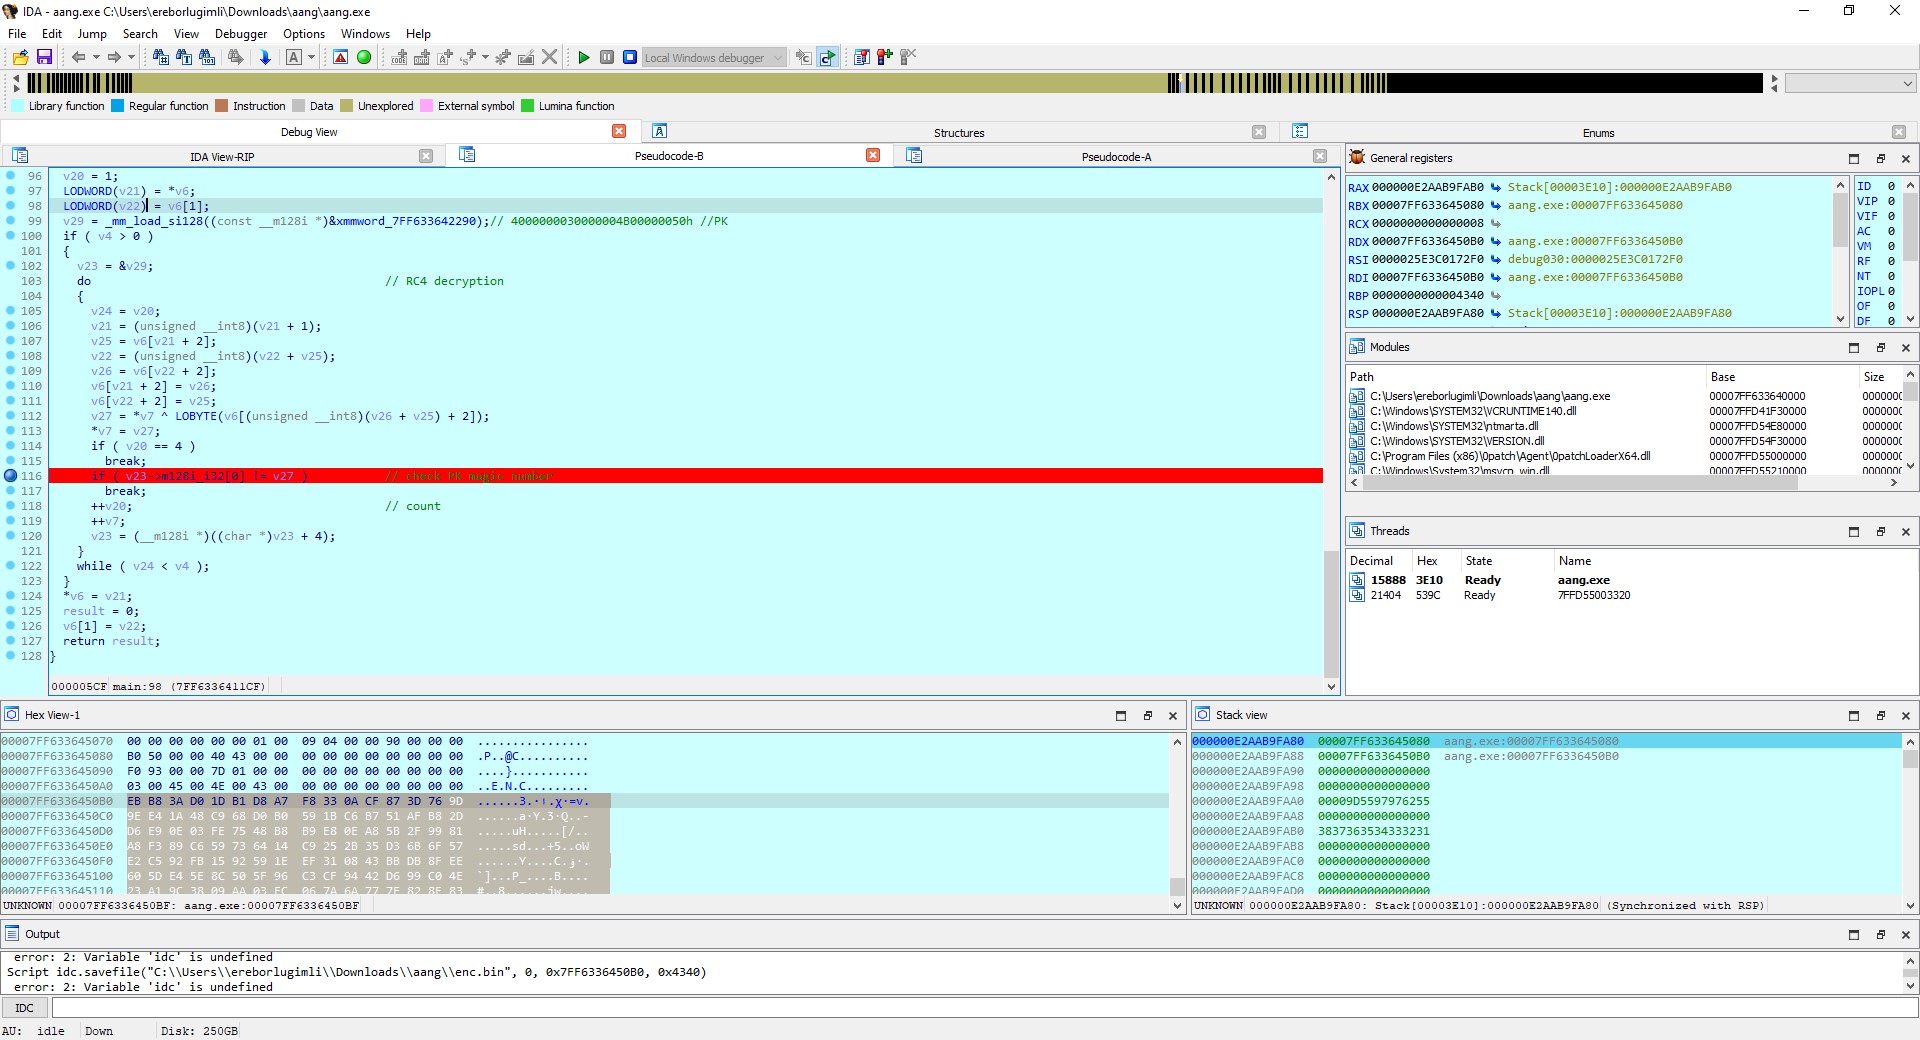 IDA - aang.exe C:\Users\ereborlugimli\Downloads\aang\aang.exe
File Edit Jump Search View Debugger Options Windows Help
Local Windows debugger
Library function Regular function Instruction Data Unexplored External symbol Lumina function
Debug View Structures Enums
IDA View-RIP Pseudocode-B Pseudocode-A
96 v20 = 1;
97 LODWORD(v21) = *v6;
98 LODWORD(v22) = v6[1];
99 v29 = _mm_load_si128((const __m128i *)&xmmword_7FF633642290);// 4000000030000004B00000050h //PK
100 if ( v4 > 0 )
101 {
102 v23 = &v29;
103 do // RC4 decryption
104 {
105 v24 = v20;
106 v21 = (unsigned __int8)(v21 + 1);
107 v25 = v6[v21 + 2];
108 v22 = (unsigned __int8)(v22 + v25);
109 v26 = v6[v22 + 2];
110 v6[v21 + 2] = v26;
111 v6[v22 + 2] = v25;
112 v27 = *v7 ^ LOBYTE(v6[(unsigned __int8)(v26 + v25) + 2]);
113 *v7 = v27;
114 if ( v20 == 4 )
115 break;
116 if ( v23->m128i_i32[0] != v27 ) // check PK magic number
117 break;
118 ++v20; // count
119 ++v7;
120 v23 = (__m128i *)((char *)v23 + 4);
121 }
122 while ( v24 < v4 );
123 }
124 *v6 = v21;
125 result = 0;
126 v6[1] = v22;
127 return result;
128 }
000005CF main:98 (7FF6336411CF)
General registers
RAX 000000E2AAB9FAB0 Stack[00003E10]:000000E2AAB9FAB0
RBX 00007FF633645080 aang.exe:00007FF633645080
RCX 0000000000000008
RDX 00007FF6336450B0 aang.exe:00007FF6336450B0
RSI 0000025E3C0172F0 debug030:0000025E3C0172F0
RDI 00007FF6336450B0 aang.exe:00007FF6336450B0
RBP 0000000000004340
RSP 000000E2AAB9FA80 Stack[00003E10]:000000E2AAB9FA80
ID 0
VIP 0
VIF 0
AC 0
VM 0
RF 0
NT 0
IOPL 0
OF 0
DF 0
Modules
Path Base Size
C:\Users\ereborlugimli\Downloads\aang\aang.exe 00007FF633640000 0000000
C:\Windows\SYSTEM32\VCRUNTIME140.dll 00007FFD41F30000 0000000
C:\Windows\SYSTEM32\ntmarta.dll 00007FFD54E80000 0000000
C:\Windows\SYSTEM32\VERSION.dll 00007FFD54F30000 0000000
C:\Program Files (x86)\0patch\Agent\0patchLoaderX64.dll 00007FFD55000000 0000000
C:\Windows\System32\msvcp_win.dll 00007FFD55210000 0000000
Threads
Decimal Hex State Name
15888 3E10 Ready aang.exe
21404 539C Ready 7FFD55003320
Hex View-1
00007FF633645070 00 00 00 00 00 00 01 00 09 04 00 00 90 00 00 00 ................
00007FF633645080 B0 50 00 00 40 43 00 00 00 00 00 00 00 00 00 00 .P..@C..........
00007FF633645090 F0 93 00 00 7D 01 00 00 00 00 00 00 00 00 00 00 ....}...........
00007FF6336450A0 03 00 45 00 4E 00 43 00 00 00 00 00 00 00 00 00 ..E.N.C.........
00007FF6336450B0 EB B8 3A D0 1D B1 D8 A7 F8 33 0A CF 87 3D 76 9D
00007FF6336450C0 9E E4 1A 48 C9 68 D0 B0 59 1B C6 B7 51 AF B8 2D
00007FF6336450D0 D6 E9 0E 03 FE 75 48 B8 B9 E8 0E A8 5B 2F 99 81 .....uH.....[/..
00007FF6336450E0 A8 F3 89 C6 59 73 64 14 C9 25 2B 35 D3 6B 6F 57
00007FF6336450F0 E2 C5 92 FB 15 92 59 1E EF 31 08 43 BB DB 8F EE
00007FF633645100 60 5D E4 5E 8C 50 5F 96 C3 CF 94 42 D6 99 C0 4E `]...P_....B....
00007FF633645110 23 A1 9C 38 09 AA 03 EC 06 7A 6A 77 7E 82 8E 83
UNKNOWN 00007FF6336450BF: aang.exe:00007FF6336450BF
Stack view
000000E2AAB9FA80 00007FF633645080 aang.exe:00007FF633645080
000000E2AAB9FA88 00007FF6336450B0 aang.exe:00007FF6336450B0
000000E2AAB9FA90 0000000000000000
000000E2AAB9FA98 0000000000000000
000000E2AAB9FAA0 00009D5597976255
000000E2AAB9FAA8 0000000000000000
000000E2AAB9FAB0 3837363534333231
000000E2AAB9FAB8 0000000000000000
000000E2AAB9FAC0 0000000000000000
000000E2AAB9FAC8 0000000000000000
000000E2AAB9FAD0 0000000000000000
UNKNOWN 000000E2AAB9FA80: Stack[00003E10]:000000E2AAB9FA80 (Synchronized with RSP)
Output
error: 2: Variable 'idc' is undefined
Script idc.savefile("C:\\Users\\ereborlugimli\\Downloads\\aang\\enc.bin", 0, 0x7FF6336450B0, 0x4340)
error: 2: Variable 'idc' is undefined
IDC
AU: idle Down Disk: 250GB